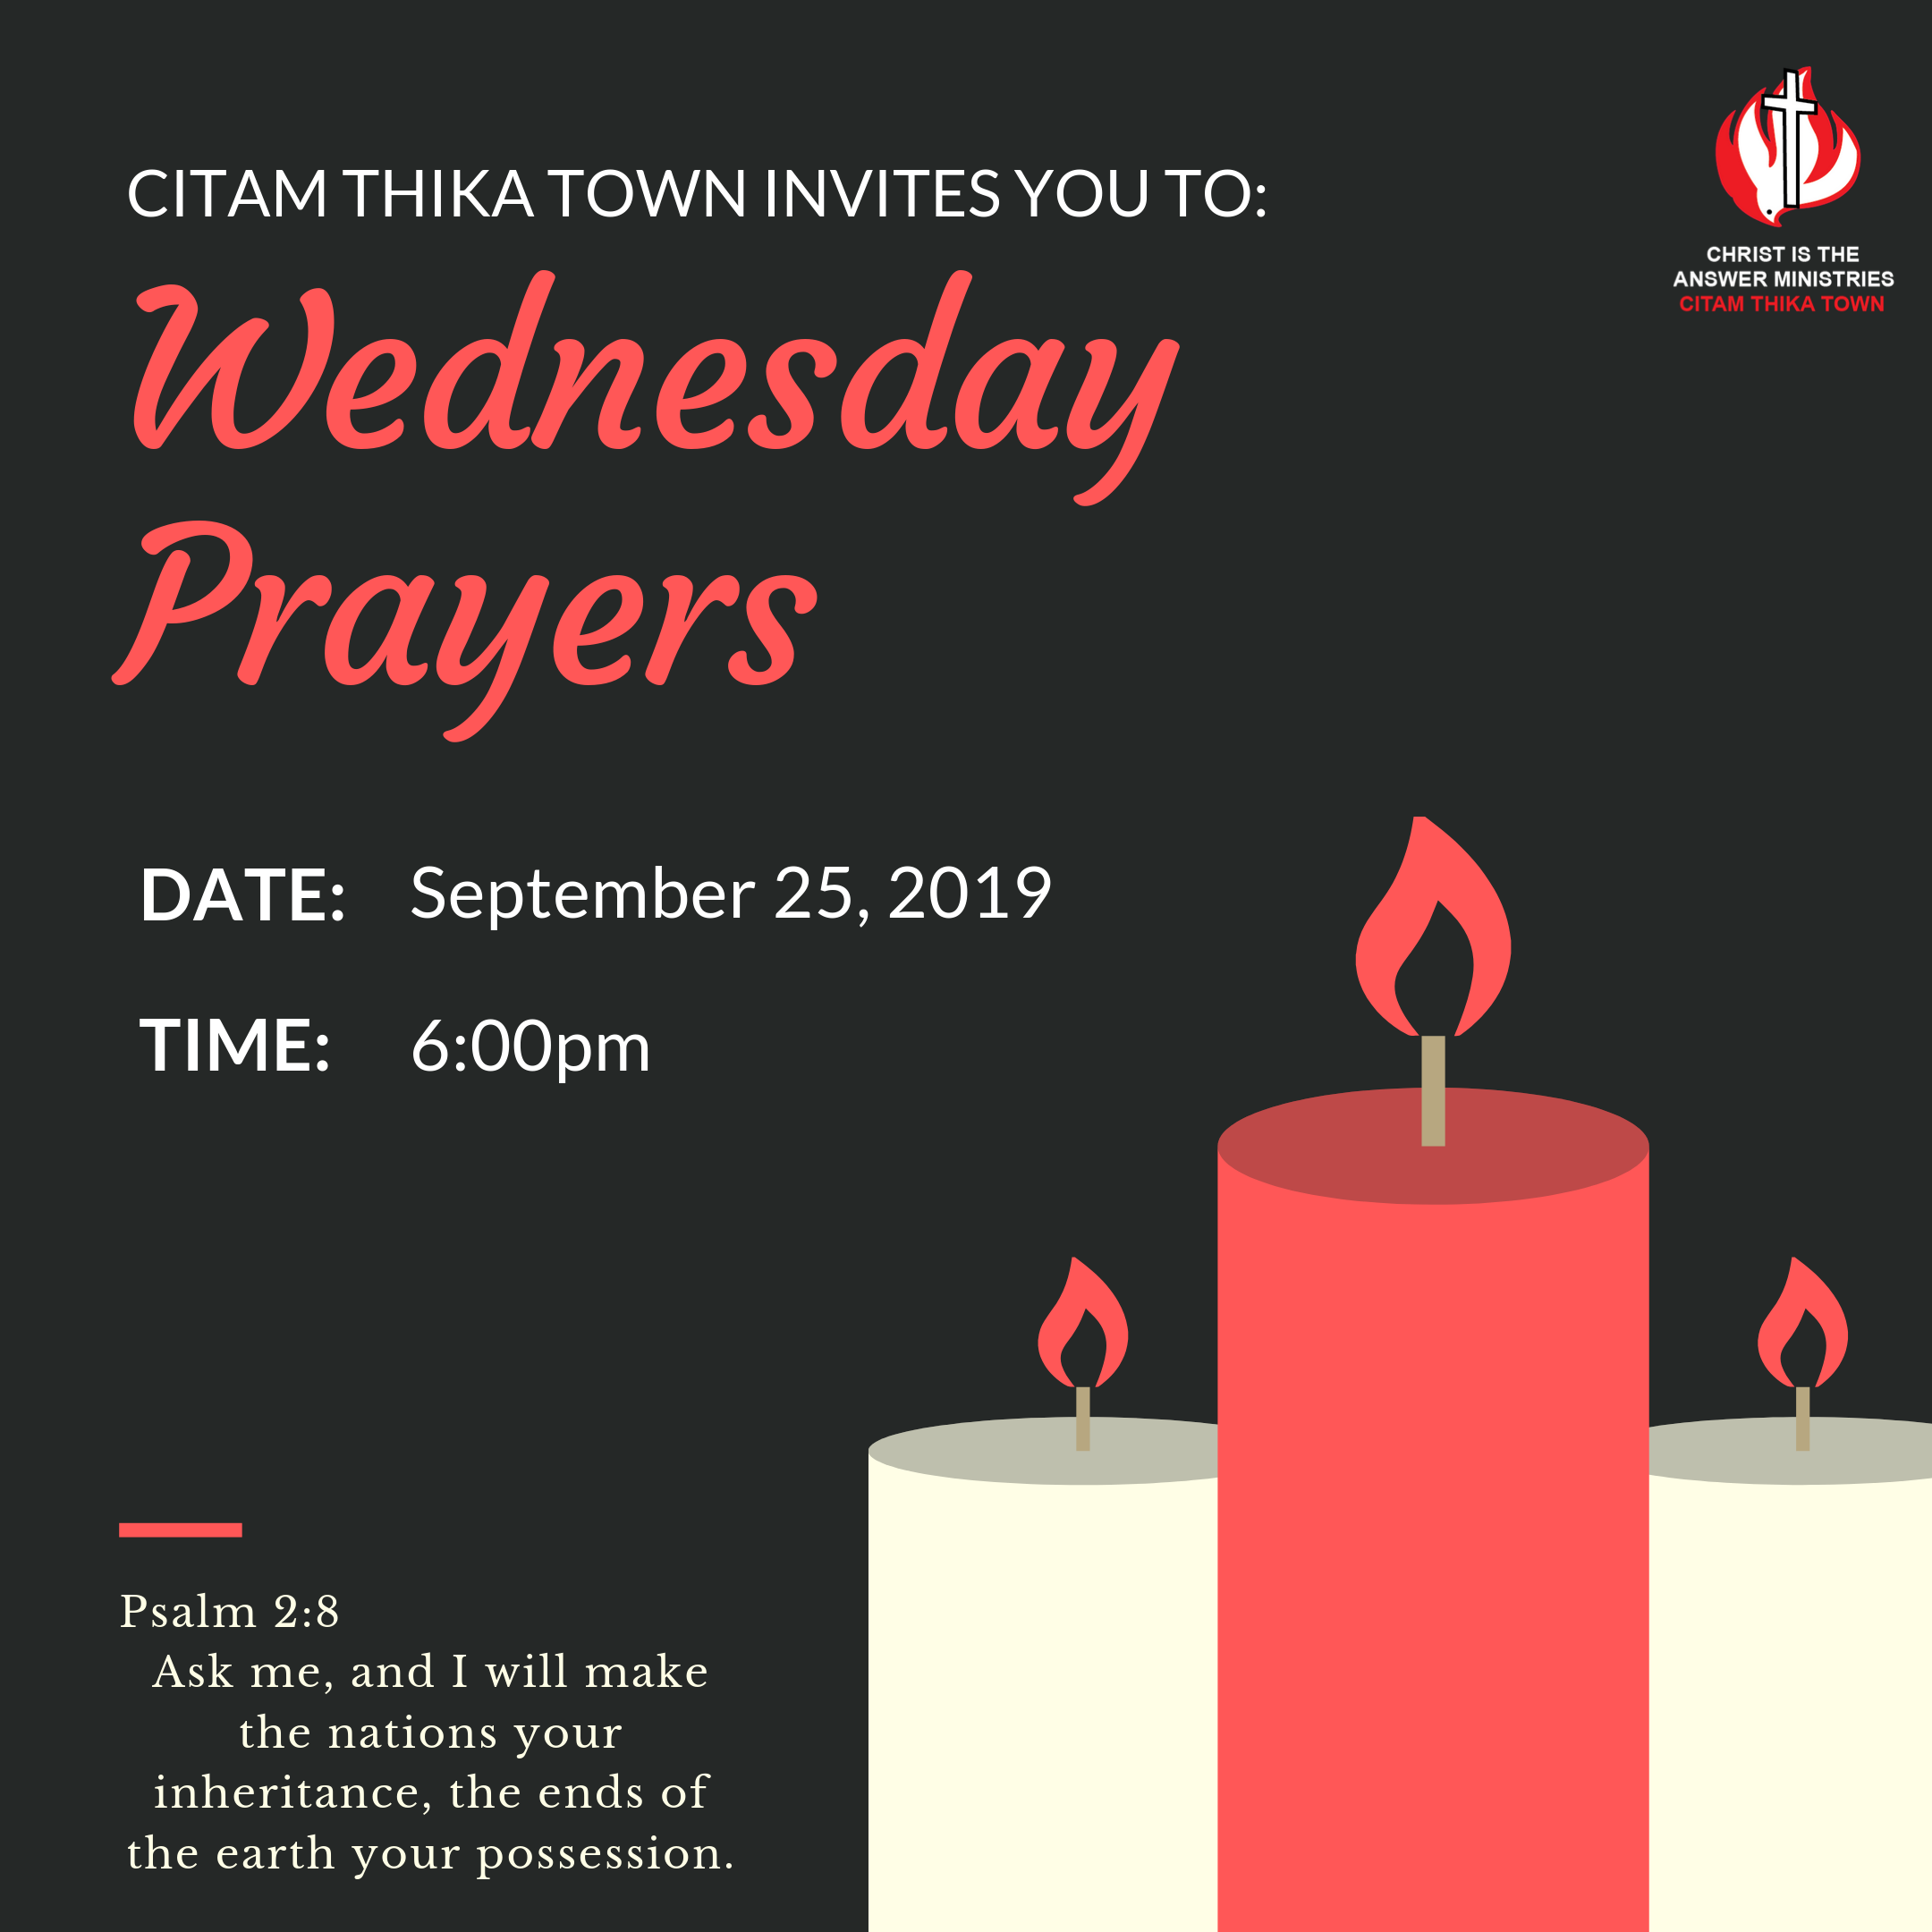 CITAM THIKA TOWN INVITES YOU TO:
CHRIST IS THE
ANSWER MINISTRIES
CITAM THIKA TOWN
Wednesday
Prayers
DATE: September 25, 2019
TIME: 6:00pm
Psalm 2:8
Ask me, and I will make
the nations your
inheritance, the ends of
the earth your possession.